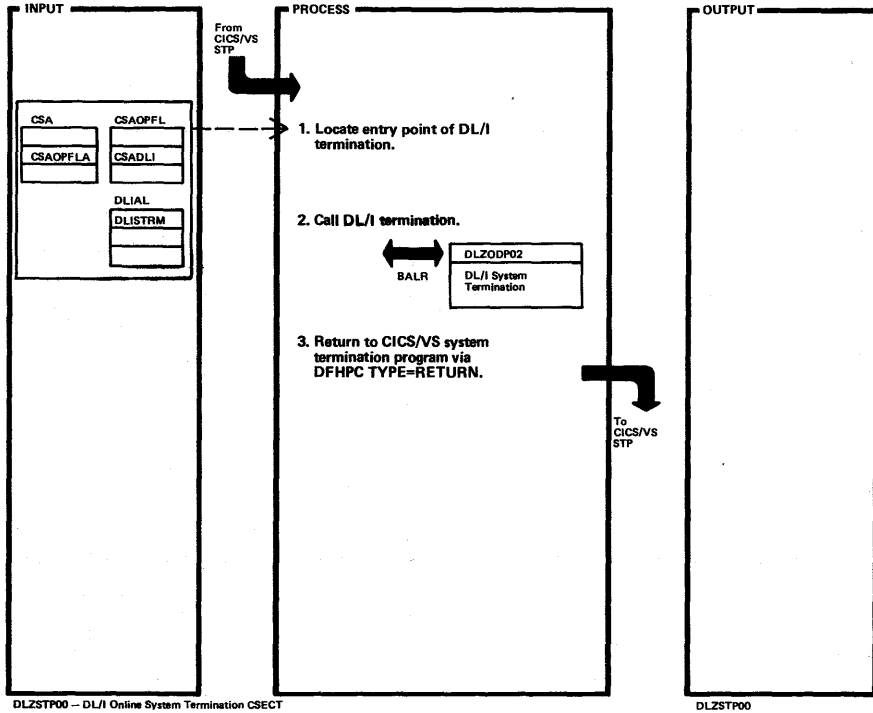 INPUT
PROCESS
OUTPUT
From
CICS/VS
STP
CSA
CSAOPFL
CSAOPFLA
CSADLI
DLIAL
DLISTRM
1. Locate entry point of DL/I
termination.
2. Call DL/I termination.
BALR
DLZODP02
DL/I System
Termination
3. Return to CICS/VS system
termination program via
DFHPC TYPE=RETURN.
To
CICS/VS
STP
DLZSTP00 — DL/I Online System Termination CSECT
DLZSTP00